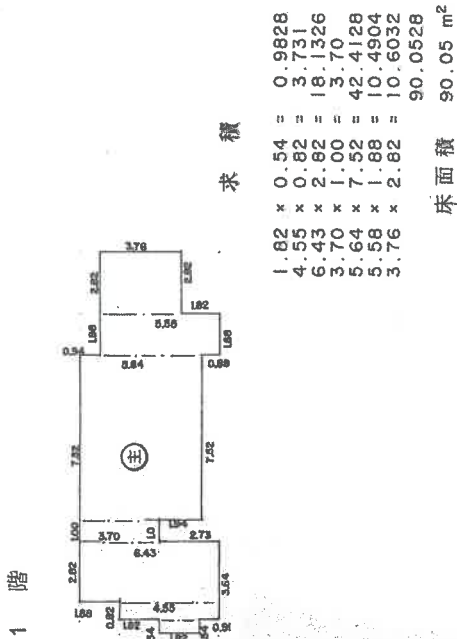 1 階
求 積
1.82 × 0.54 = 0.9828
4.55 × 0.82 = 3.731
6.43 × 2.82 = 18.1326
3.70 × 1.00 = 3.70
5.64 × 7.52 = 42.4128
5.58 × 1.88 = 10.4904
3.76 × 2.82 = 10.6032
90.0528
床面積 90.05 m²
3.76
2.82
2.82
1.82
5.58
1.88
1.88
0.94
5.64
0.88
7.52
主
7.52
1.00
3.70
1.0
1.94
6.43
2.73
2.82
3.64
1.88
4.55
0.82
1.82
1.82